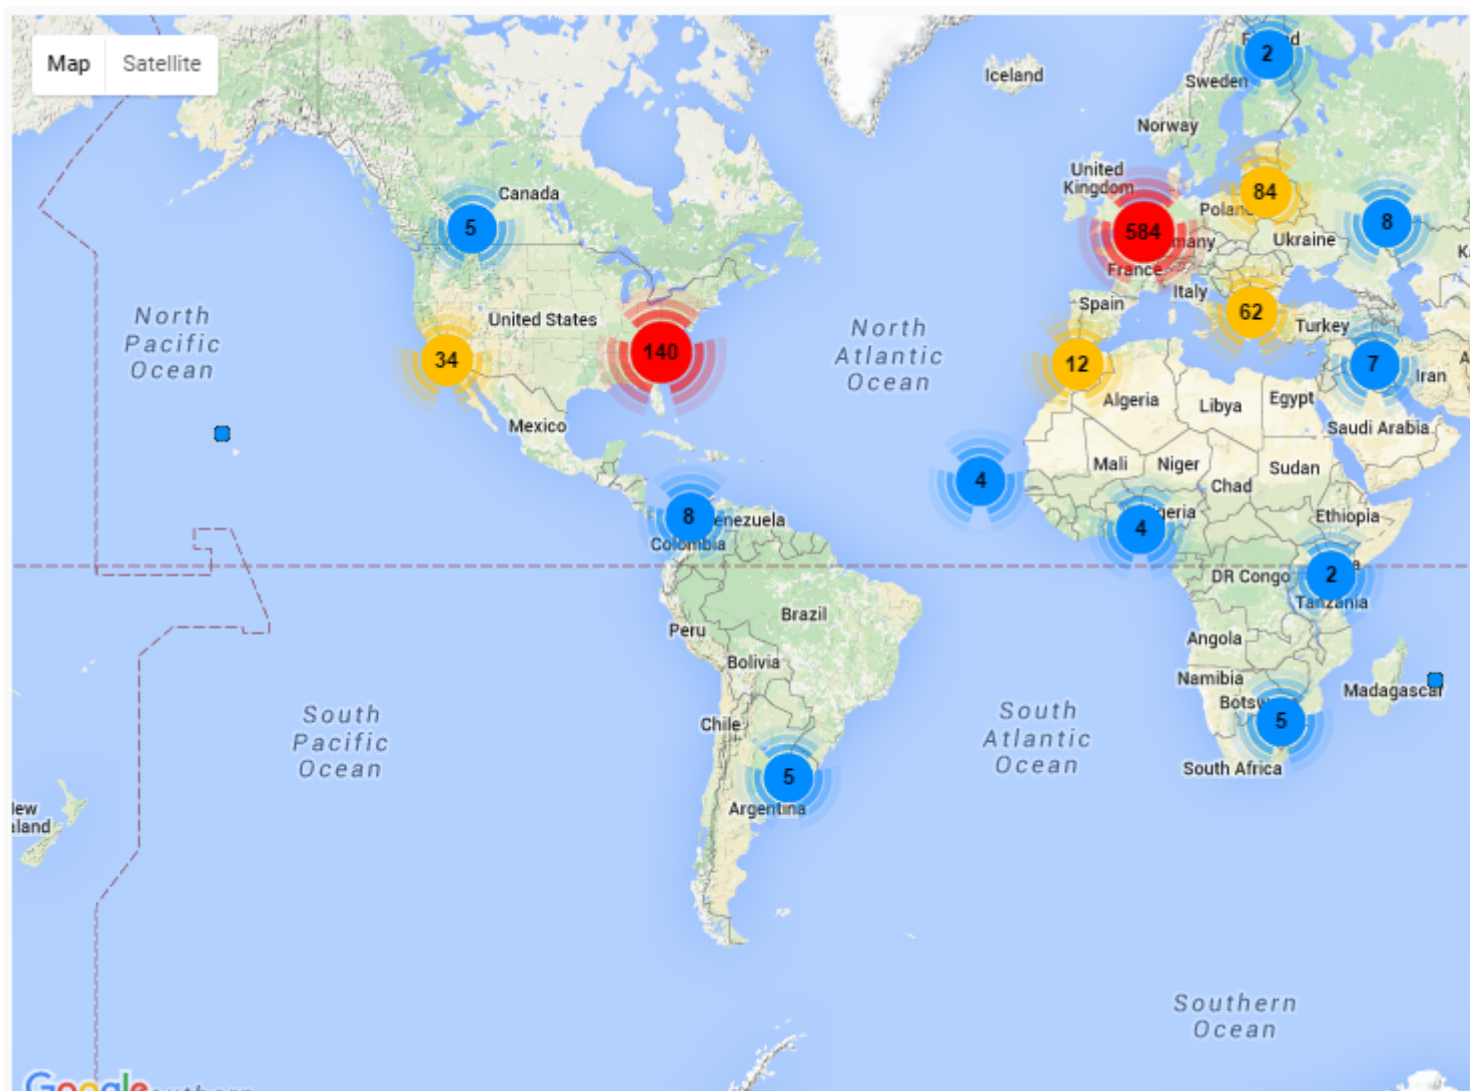 Map Satellite
Iceland
2
Sweden
Norway
Canada
5
United
Kingdom
84
Ukraine
8
584
France
Italy
Spain
62
Turkey
12
7
Iran
North
Pacific
Ocean
United States
34
140
Mexico
North
Atlantic
Ocean
Algeria
Libya
Egypt
Saudi Arabia
Mali
Niger
Chad
Sudan
Ethiopia
4
4
8
Colombia
DR Congo
2
Tanzania
Brazil
Peru
Bolivia
Angola
Namibia
Madagascar
Chile
5
South Africa
5
Argentina
South
Pacific
Ocean
South
Atlantic
Ocean
Southern
Ocean
Google